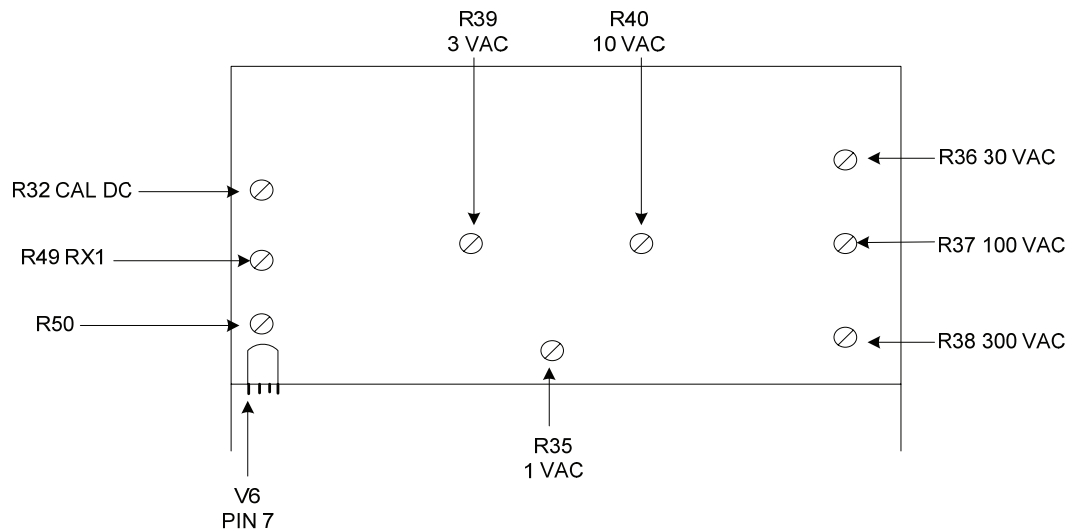 R39
3 VAC
R40
10 VAC
R36 30 VAC
R32 CAL DC
R49 RX1
R37 100 VAC
R50
R38 300 VAC
R35
1 VAC
V6
PIN 7